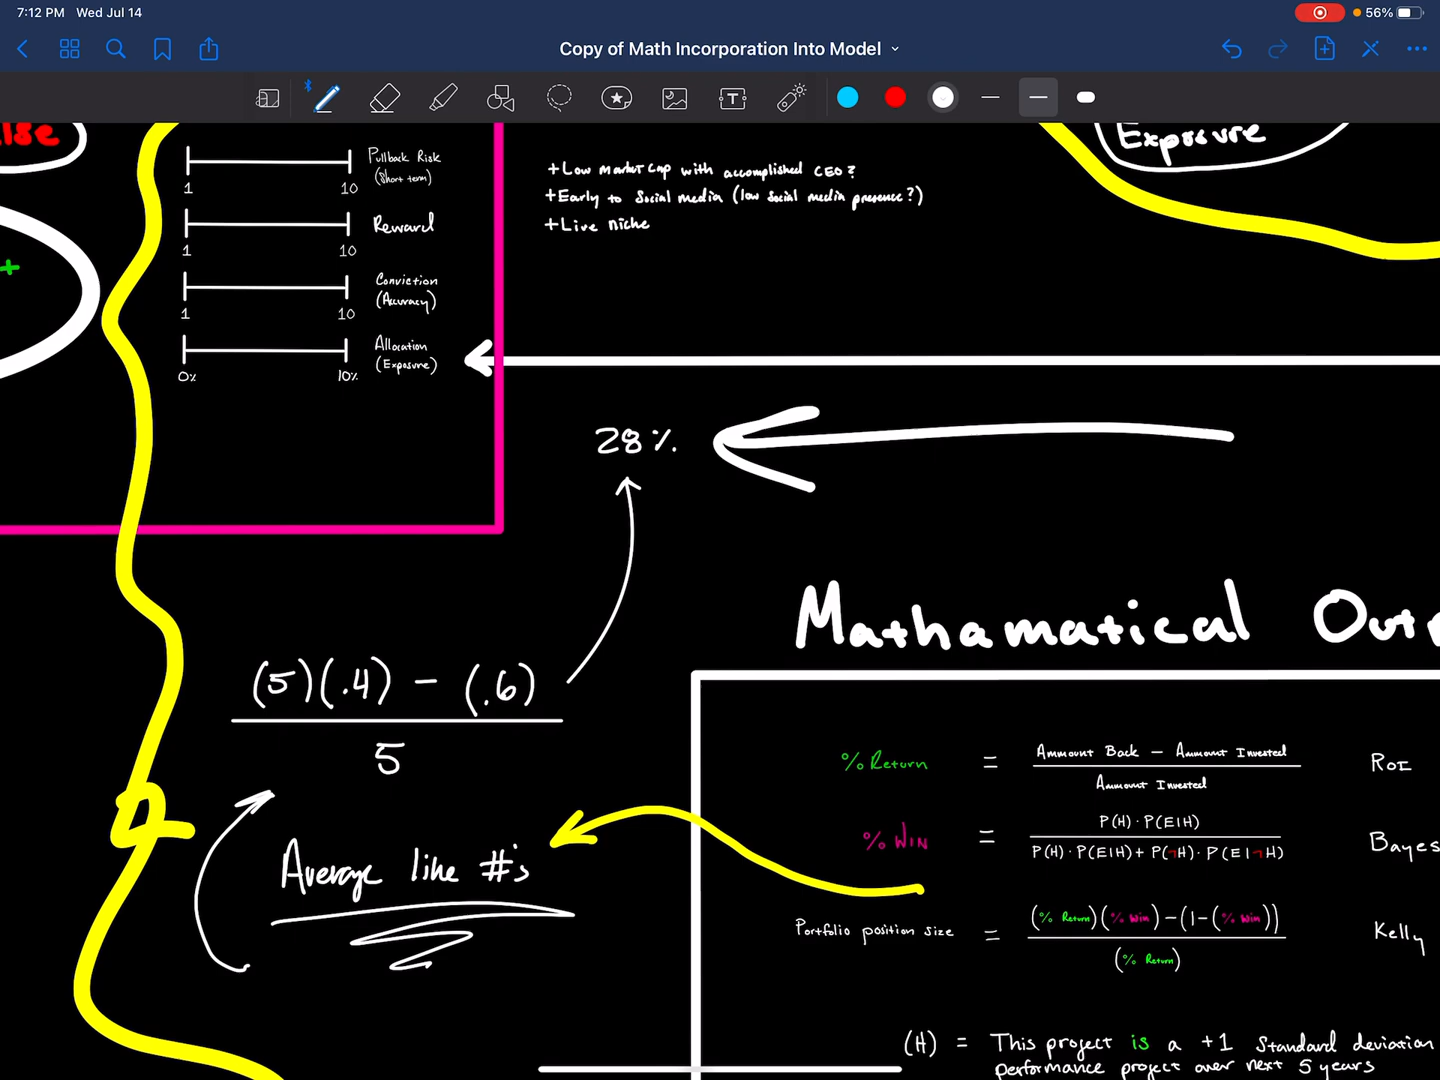 7:12 PM Wed Jul 14
56%
Copy of Math Incorporation Into Model
T
Exposure
Pullback Risk
(Short term)
1 10
Reward
1 10
Conviction
(Accuracy)
1 10
Allocation
(Exposure)
0% 10%
+Low Market Cap with accomplished CEO?
+Early to Social media (low social media presence?)
+Live niche
+
28%
(5)(.4) - (.6)
5
Average like #'s
Mathamatical
% Return = Ammount Back - Ammount Invested
Ammount Invested
ROI
% WIN = P(H) · P(E|H)
P(H) · P(E|H) + P(¬H) · P(E|¬H)
Bayes
Portfolio position size = (% Return)(% Win) - (1-(% Win))
(% Return)
Kelly
(H) = This project is a +1 Standard deviation
performance project over next 5 years